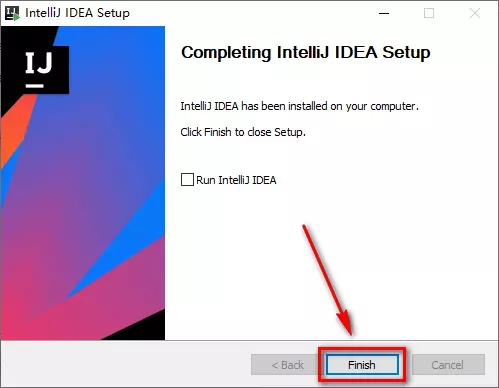 IntelliJ IDEA Setup
IJ
Completing IntelliJ IDEA Setup
IntelliJ IDEA has been installed on your computer.
Click Finish to close Setup.
Run IntelliJ IDEA
< Back Finish Cancel